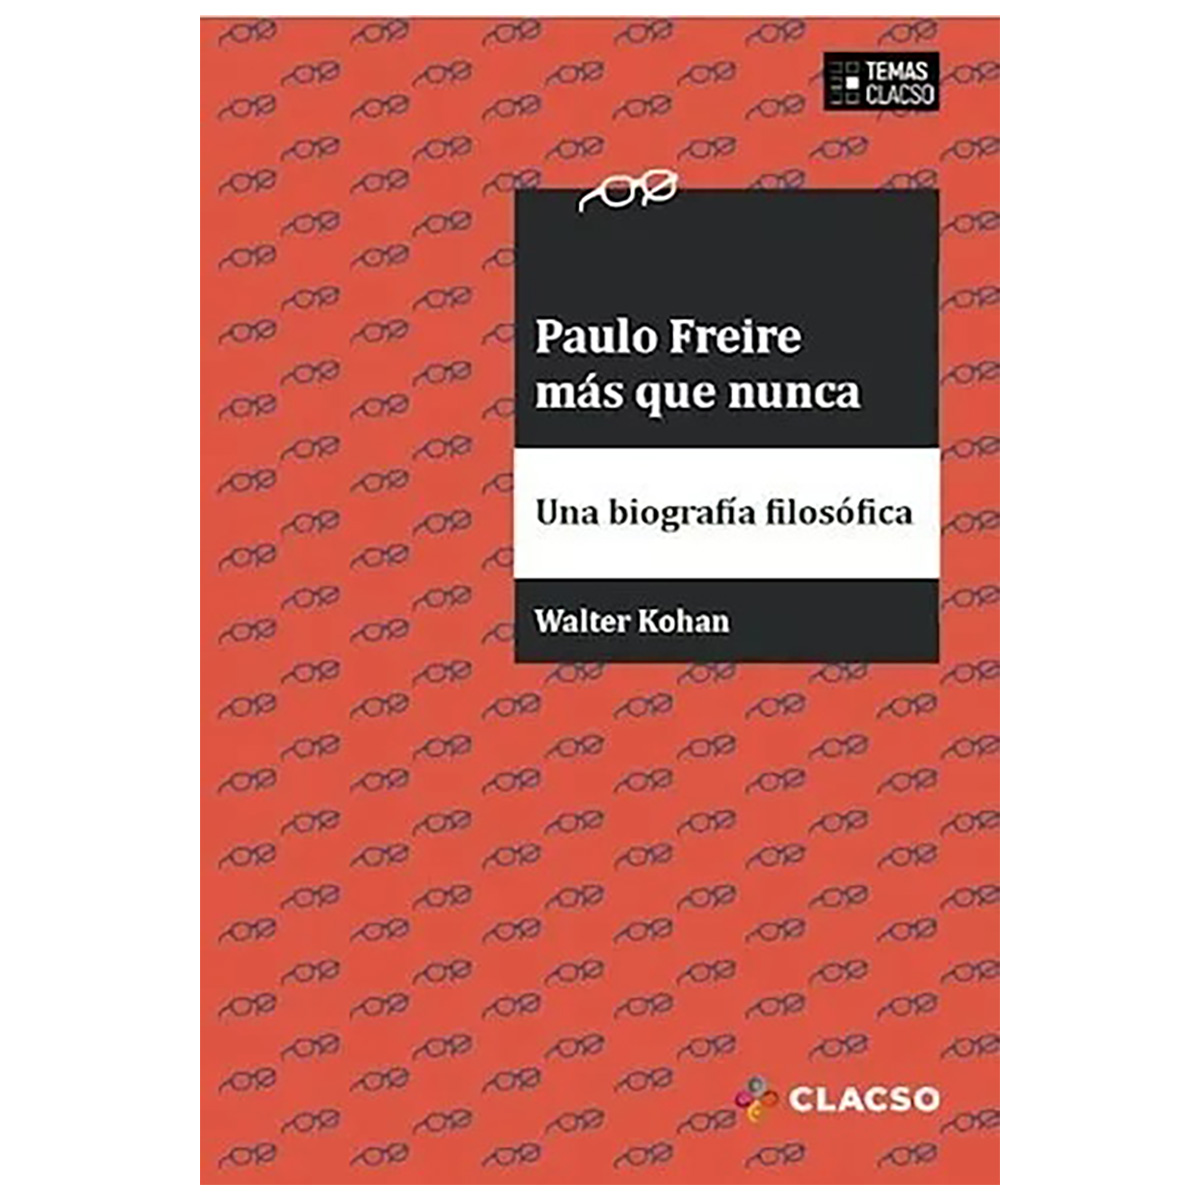 TEMAS
CLACSO
Paulo Freire
más que nunca
Una biografía filosófica
Walter Kohan
CLACSO